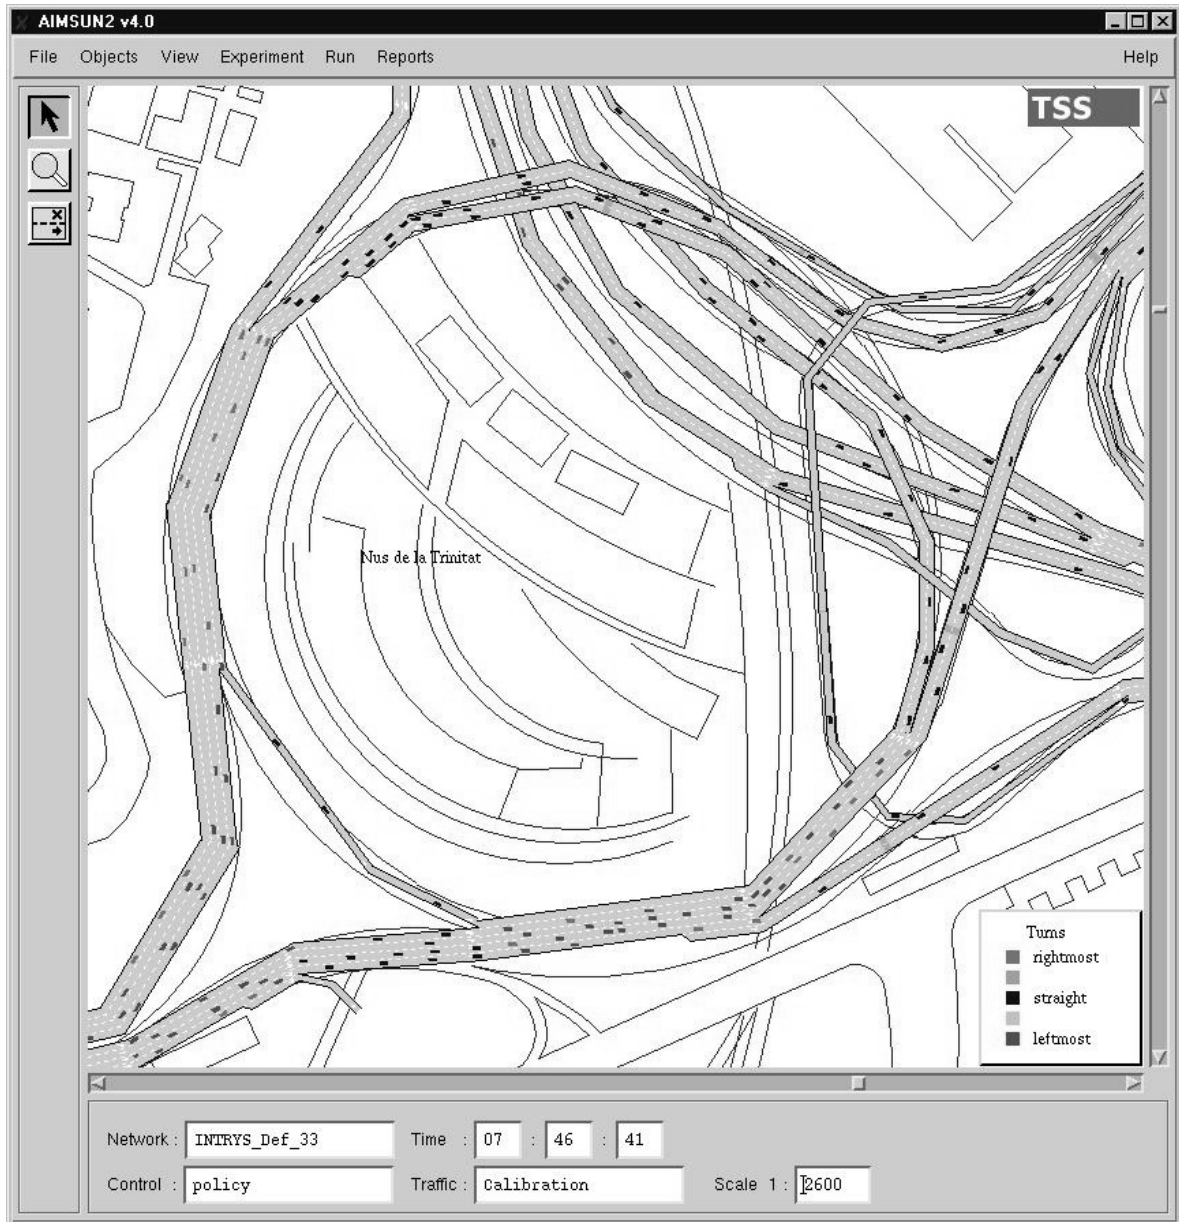 AIMSUN2 v4.0
File Objects View Experiment Run Reports Help
TSS
Nus de la Trinitat
Turns
rightmost
straight
leftmost
Network : INTRYS_Def_33 Time : 07 : 46 : 41
Control : policy Traffic : Calibration Scale 1 : 2600